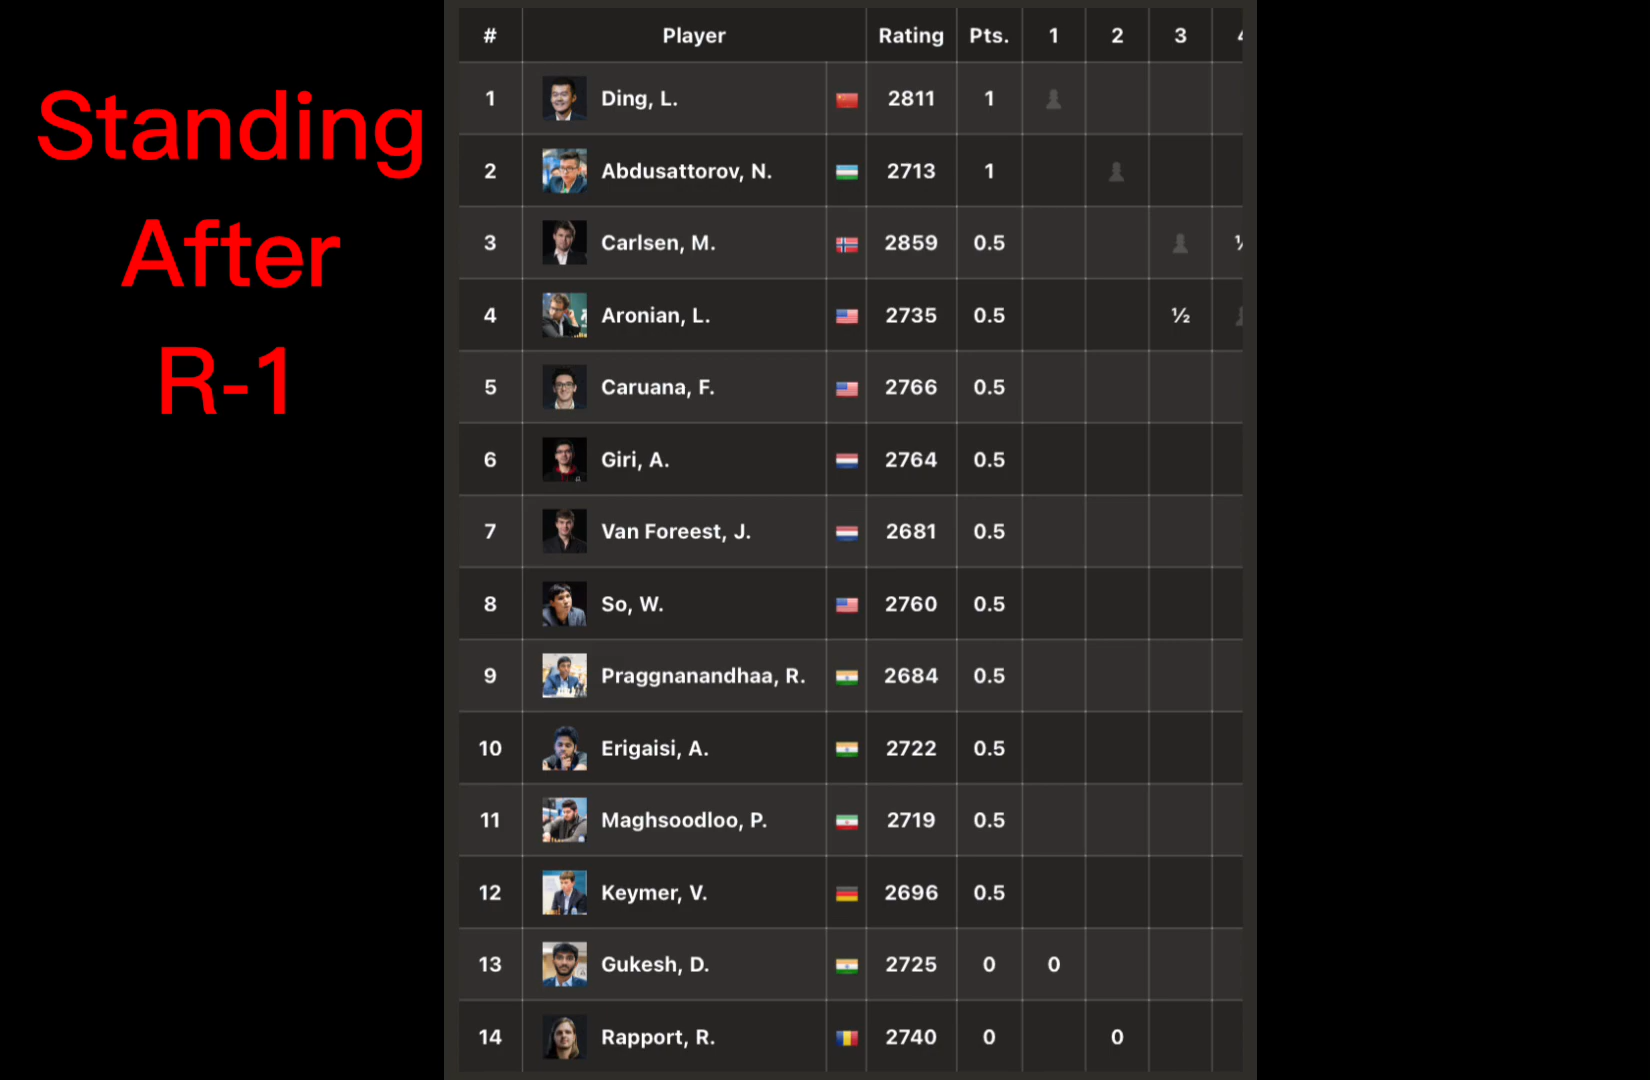 Standing
After
R-1
# Player Rating Pts. 1 2 3
1 Ding, L. 2811 1
2 Abdusattorov, N. 2713 1
3 Carlsen, M. 2859 0.5
4 Aronian, L. 2735 0.5 ½
5 Caruana, F. 2766 0.5
6 Giri, A. 2764 0.5
7 Van Foreest, J. 2681 0.5
8 So, W. 2760 0.5
9 Praggnanandhaa, R. 2684 0.5
10 Erigaisi, A. 2722 0.5
11 Maghsoodloo, P. 2719 0.5
12 Keymer, V. 2696 0.5
13 Gukesh, D. 2725 0 0
14 Rapport, R. 2740 0 0